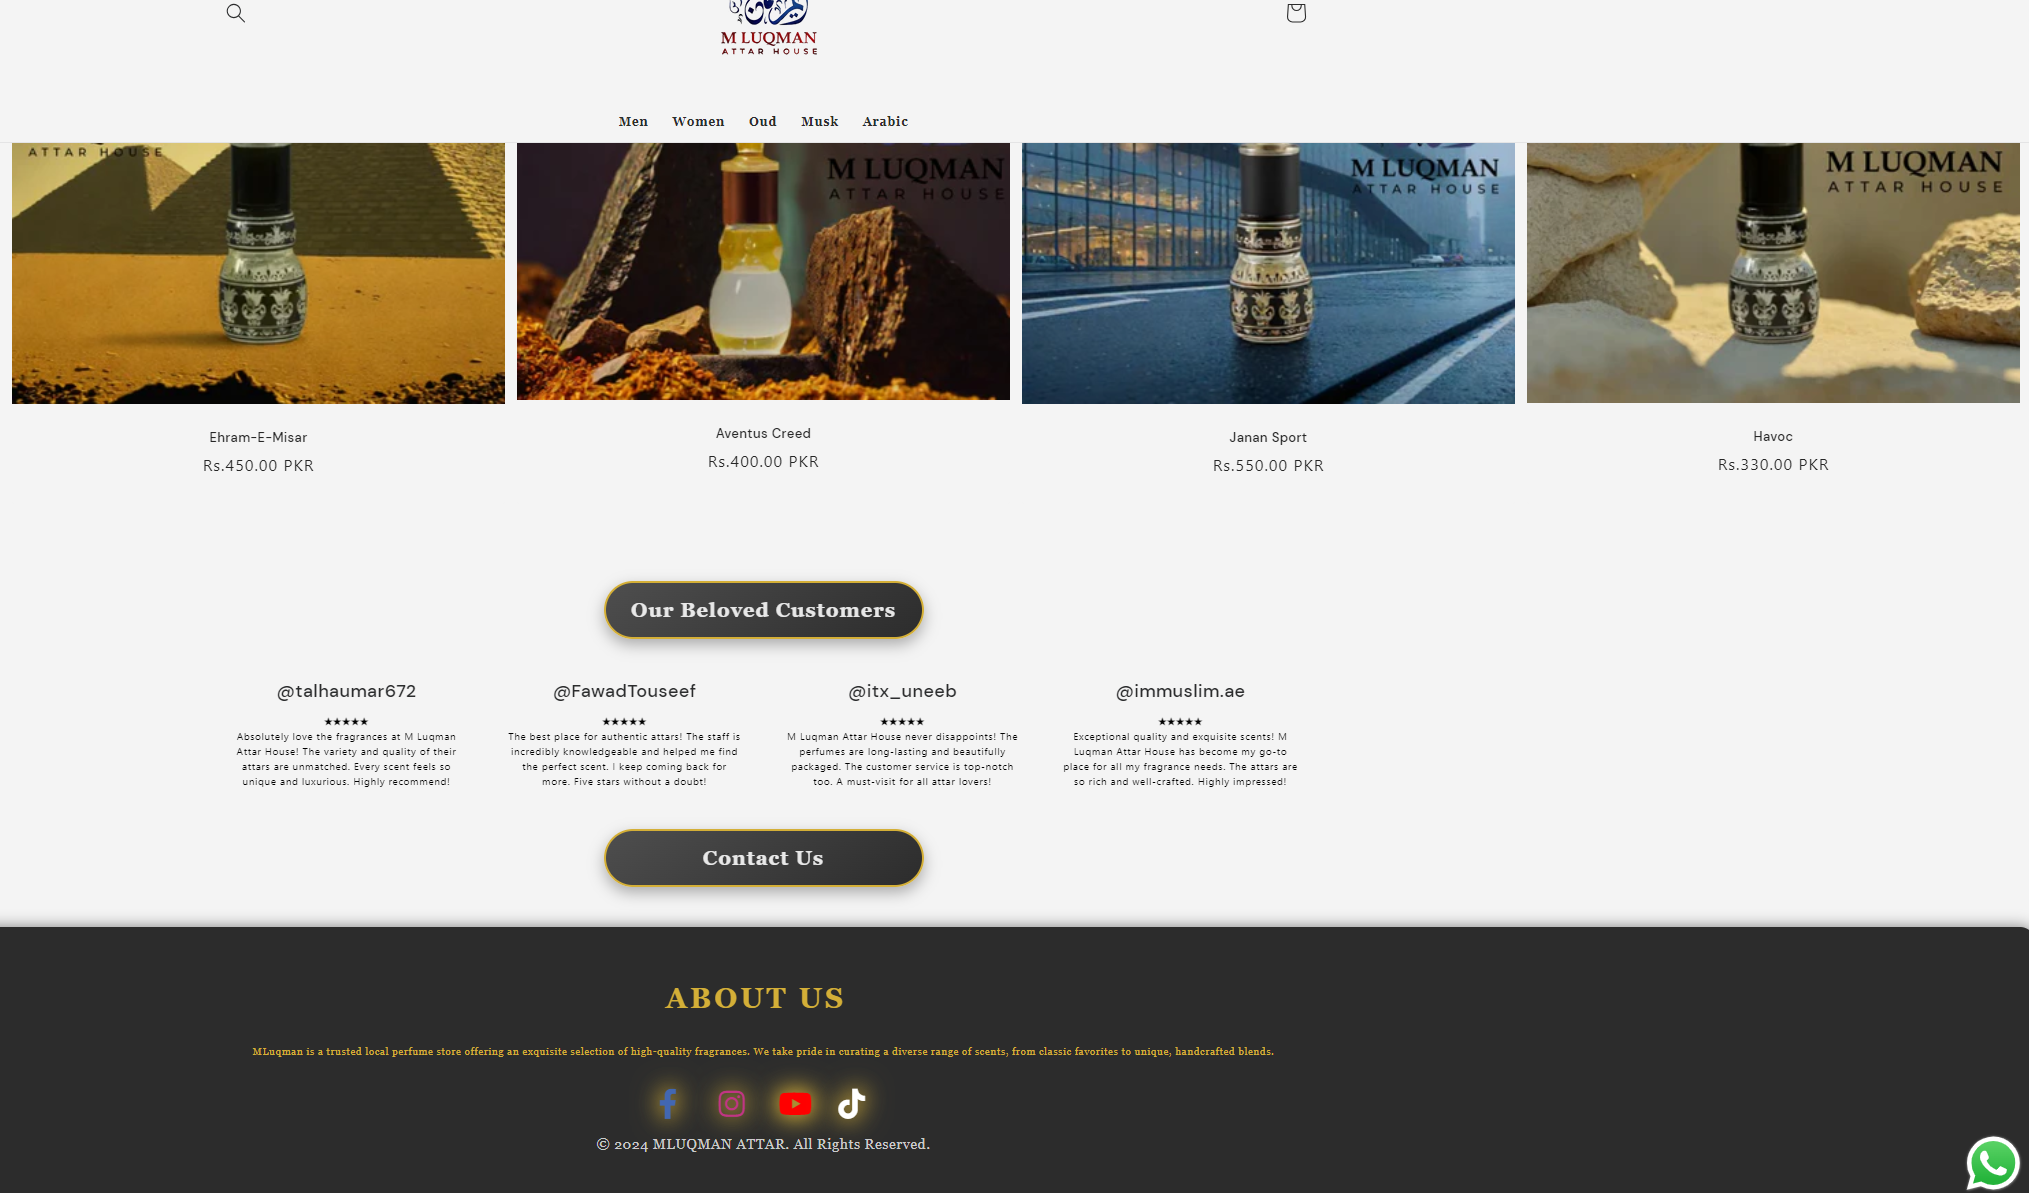 M LUQMAN
ATTAR HOUSE
Men Women Oud Musk Arabic
ATTAR HOUSE
M LUQMAN
ATTAR HOUSE
M LUQMAN
ATTAR HOUSE
M LUQMAN
ATTAR HOUSE
Ehram-E-Misar
Rs.450.00 PKR
Aventus Creed
Rs.400.00 PKR
Janan Sport
Rs.550.00 PKR
Havoc
Rs.330.00 PKR
Our Beloved Customers
@talhaumar672
★★★★★
Absolutely love the fragrances at M Luqman
Attar House! The variety and quality of their
attars are unmatched. Every scent feels so
unique and luxurious. Highly recommend!
@FawadTouseef
★★★★★
The best place for authentic attars! The staff is
incredibly knowledgeable and helped me find
the perfect scent. I keep coming back for
more. Five stars without a doubt!
@itx_uneeb
★★★★★
M Luqman Attar House never disappoints! The
perfumes are long-lasting and beautifully
packaged. The customer service is top-notch
too. A must-visit for all attar lovers!
@immuslim.ae
★★★★★
Exceptional quality and exquisite scents! M
Luqman Attar House has become my go-to
place for all my fragrance needs. The attars are
so rich and well-crafted. Highly impressed!
Contact Us
ABOUT US
MLuqman is a trusted local perfume store offering an exquisite selection of high-quality fragrances. We take pride in curating a diverse range of scents, from classic favorites to unique, handcrafted blends.
© 2024 MLUQMAN ATTAR. All Rights Reserved.